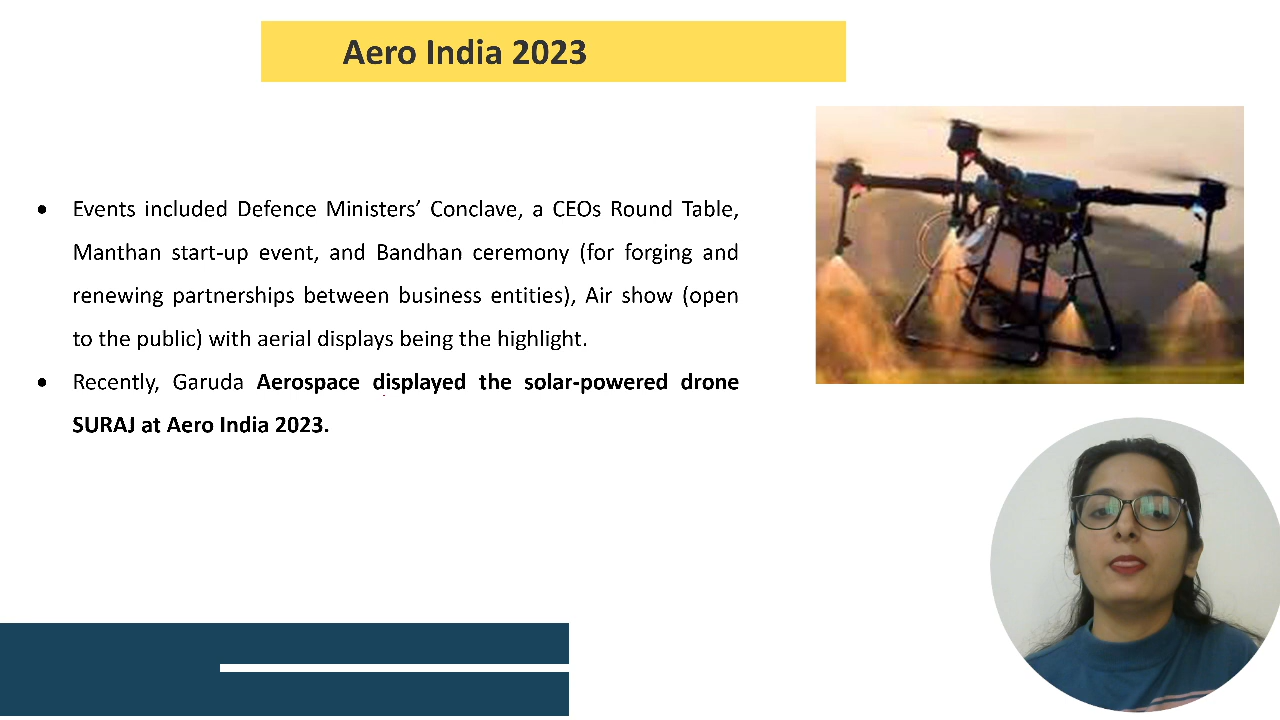 Aero India 2023
• Events included Defence Ministers’ Conclave, a CEOs Round Table,
Manthan start-up event, and Bandhan ceremony (for forging and
renewing partnerships between business entities), Air show (open
to the public) with aerial displays being the highlight.
• Recently, Garuda Aerospace displayed the solar-powered drone
SURAJ at Aero India 2023.